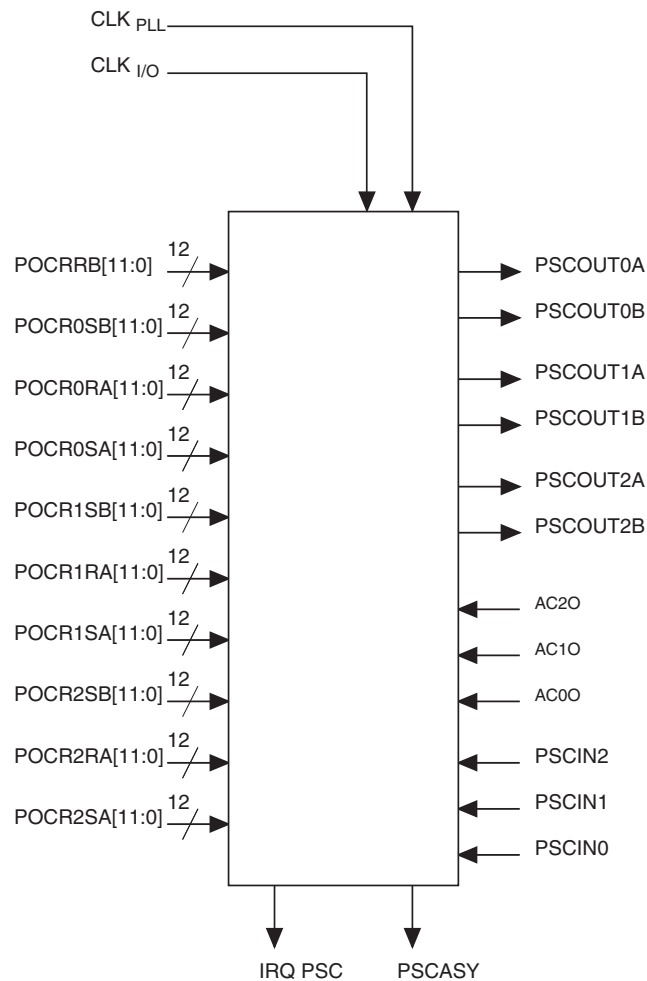 CLK PLL
CLK I/O
POCRRB[11:0] 12
POCR0SB[11:0] 12
POCR0RA[11:0] 12
POCR0SA[11:0] 12
POCR1SB[11:0] 12
POCR1RA[11:0] 12
POCR1SA[11:0] 12
POCR2SB[11:0] 12
POCR2RA[11:0] 12
POCR2SA[11:0] 12
PSCOUT0A
PSCOUT0B
PSCOUT1A
PSCOUT1B
PSCOUT2A
PSCOUT2B
AC2O
AC1O
AC0O
PSCIN2
PSCIN1
PSCIN0
IRQ PSC
PSCASY